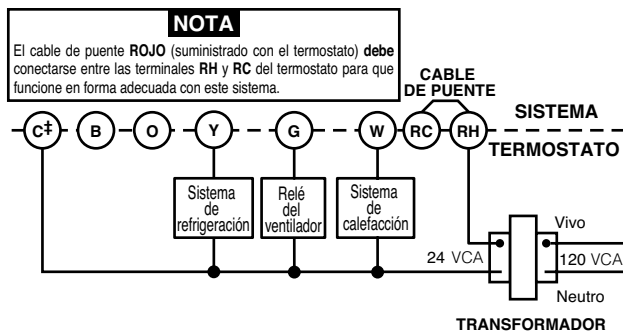 NOTA
El cable de puente ROJO (suministrado con el termostato) debe
conectarse entre las terminales RH y RC del termostato para que
funcione en forma adecuada con este sistema.
CABLE
DE PUENTE
SISTEMA
C‡ B O Y G W RC RH
TERMOSTATO
Sistema
de
refrigeración
Relé
del
ventilador
Sistema
de
calefacción
Vivo
24 VCA
120 VCA
Neutro
TRANSFORMADOR